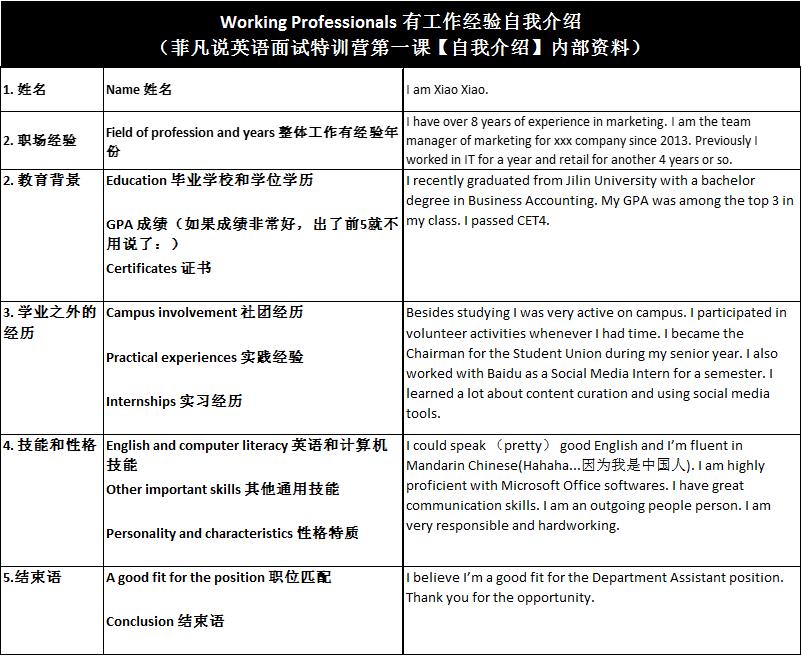 Working Professionals 有工作经验自我介绍
（菲凡说英语面试特训营第一课【自我介绍】内部资料）
1. 姓名
Name 姓名
I am Xiao Xiao.
2. 职场经验
Field of profession and years 整体工作有经验年
份
I have over 8 years of experience in marketing. I am the team
manager of marketing for xxx company since 2013. Previously I
worked in IT for a year and retail for another 4 years or so.
2. 教育背景
Education 毕业学校和学位学历
GPA 成绩（如果成绩非常好，出了前5就不
用说了：）
Certificates 证书
I recently graduated from Jilin University with a bachelor
degree in Business Accounting. My GPA was among the top 3 in
my class. I passed CET4.
3. 学业之外的
经历
Campus involvement 社团经历
Practical experiences 实践经验
Internships 实习经历
Besides studying I was very active on campus. I participated in
volunteer activities whenever I had time. I became the
Chairman for the Student Union during my senior year. I also
worked with Baidu as a Social Media Intern for a semester. I
learned a lot about content curation and using social media
tools.
4. 技能和性格
English and computer literacy 英语和计算机
技能
Other important skills 其他通用技能
Personality and characteristics 性格特质
I could speak （pretty） good English and I’m fluent in
Mandarin Chinese(Hahaha...因为我是中国人). I am highly
proficient with Microsoft Office softwares. I have great
communication skills. I am an outgoing people person. I am
very responsible and hardworking.
5.结束语
A good fit for the position 职位匹配
Conclusion 结束语
I believe I’m a good fit for the Department Assistant position.
Thank you for the opportunity.